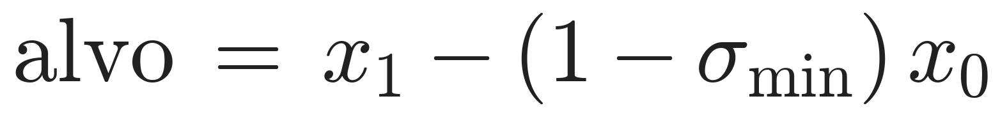 alvo = x₁ − (1 − σ_min) x₀